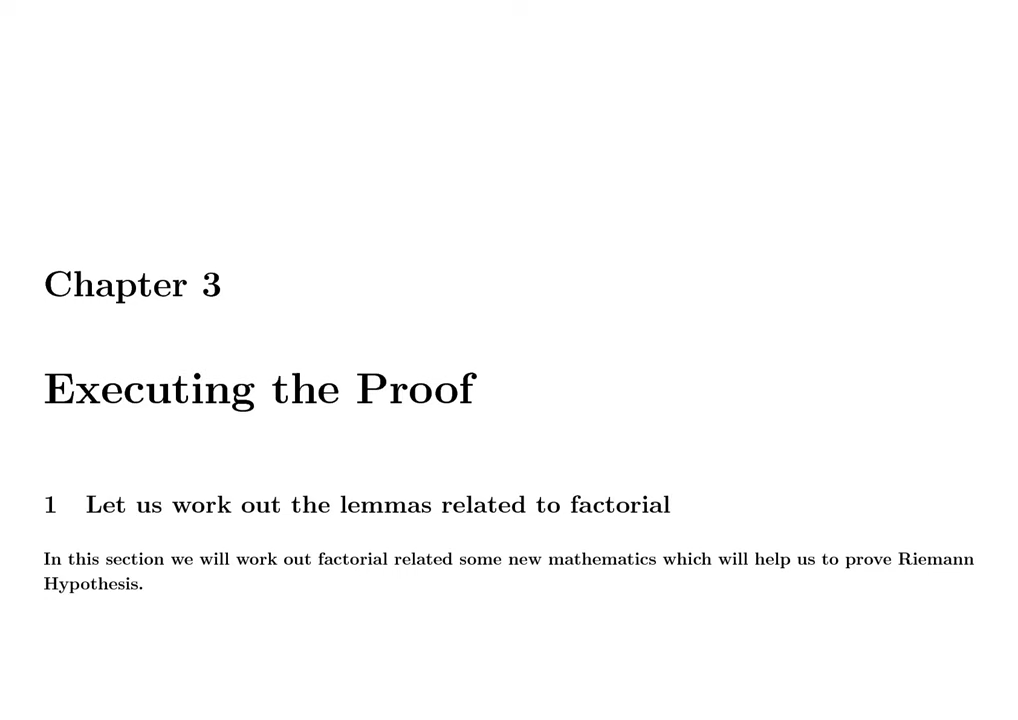 Chapter 3
Executing the Proof
1 Let us work out the lemmas related to factorial
In this section we will work out factorial related some new mathematics which will help us to prove Riemann
Hypothesis.